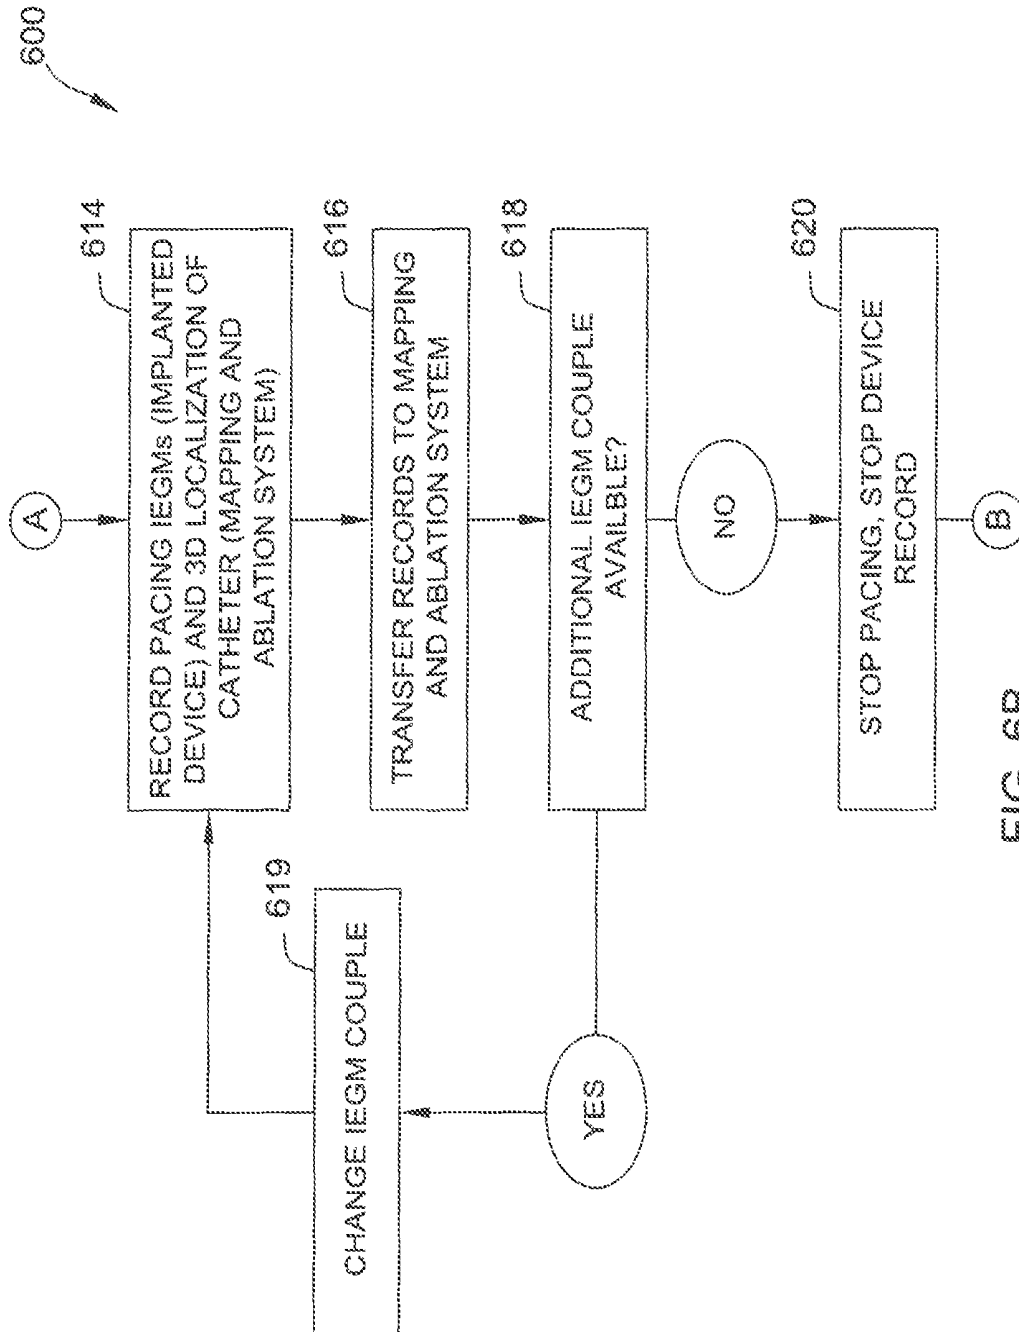 600
A
614
RECORD PACING IEGMs (IMPLANTED
DEVICE) AND 3D LOCALIZATION OF
CATHETER (MAPPING AND
ABLATION SYSTEM)
616
TRANSFER RECORDS TO MAPPING
AND ABLATION SYSTEM
618
ADDITIONAL IEGM COUPLE
AVAILBLE?
619
CHANGE IEGM COUPLE
YES
NO
620
STOP PACING, STOP DEVICE
RECORD
B
FIG. 6B